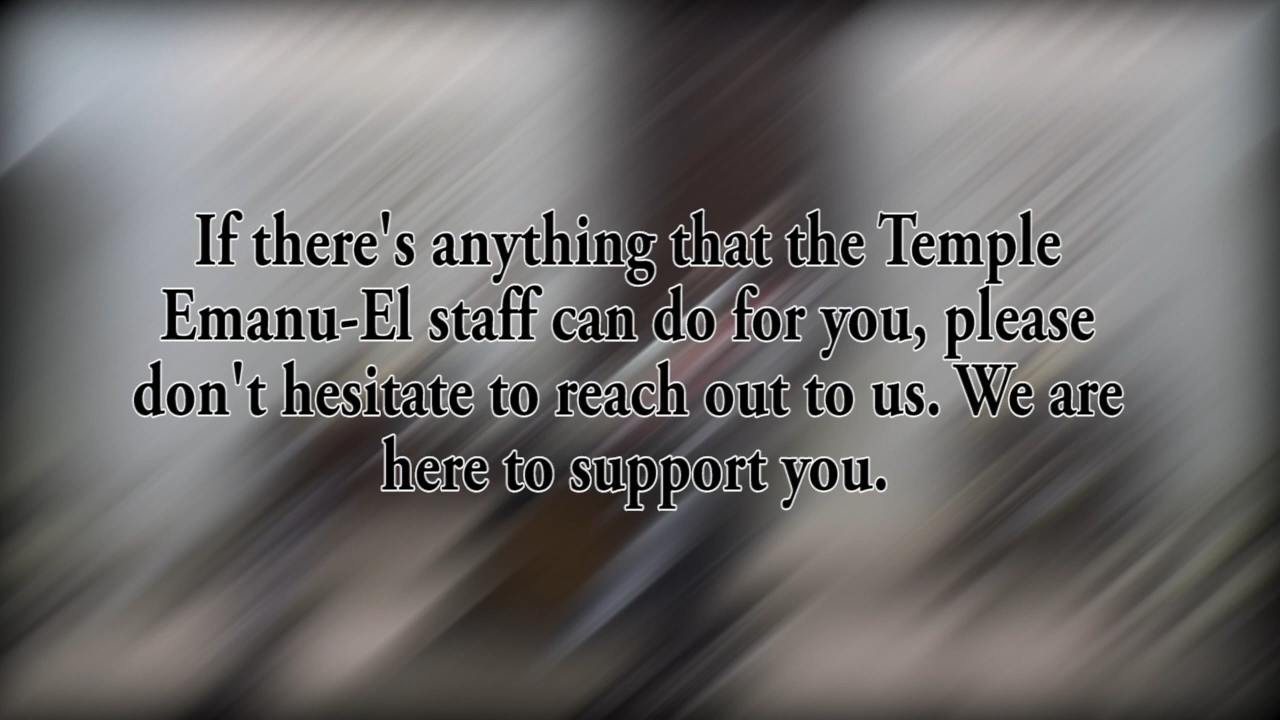 If there's anything that the Temple
Emanu-El staff can do for you, please
don't hesitate to reach out to us. We are
here to support you.